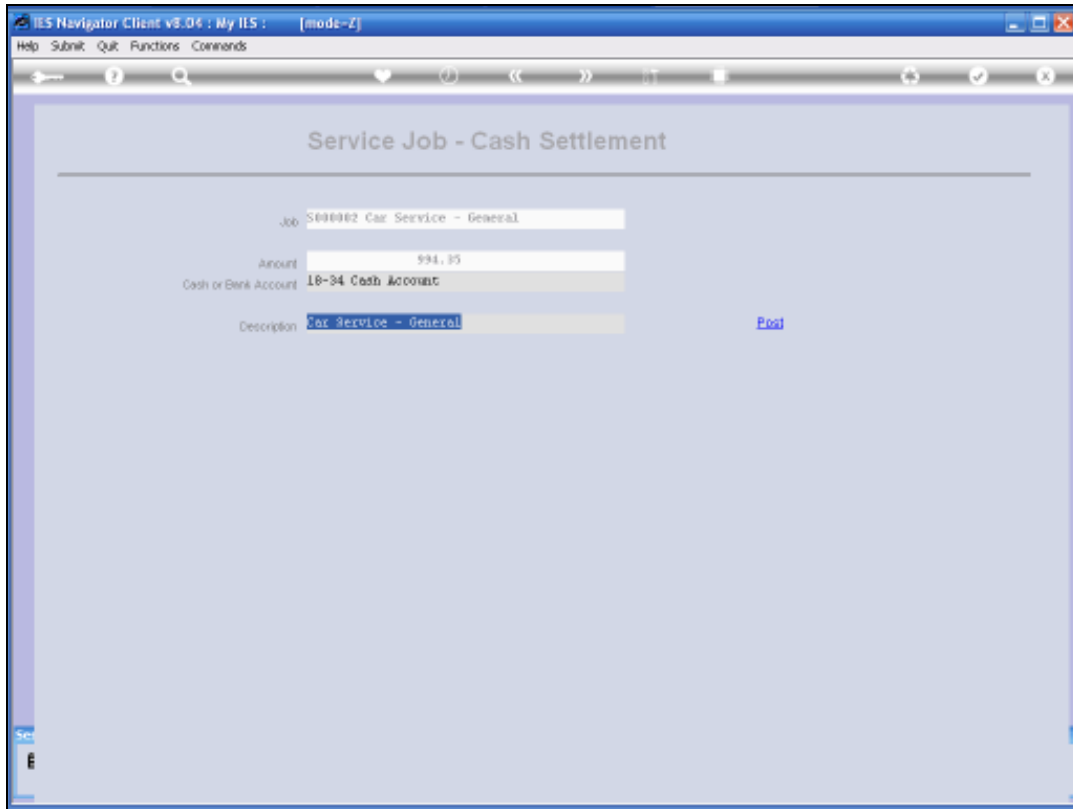 IES Navigator Client v8.04 : My IES : [mode=Z]
Help Submit Quit Functions Commands
Service Job - Cash Settlement
Job S000002 Car Service - General
Amount 994.35
Cash or Bank Account 18-34 Cash Account
Description Car Service - General Post
Ser